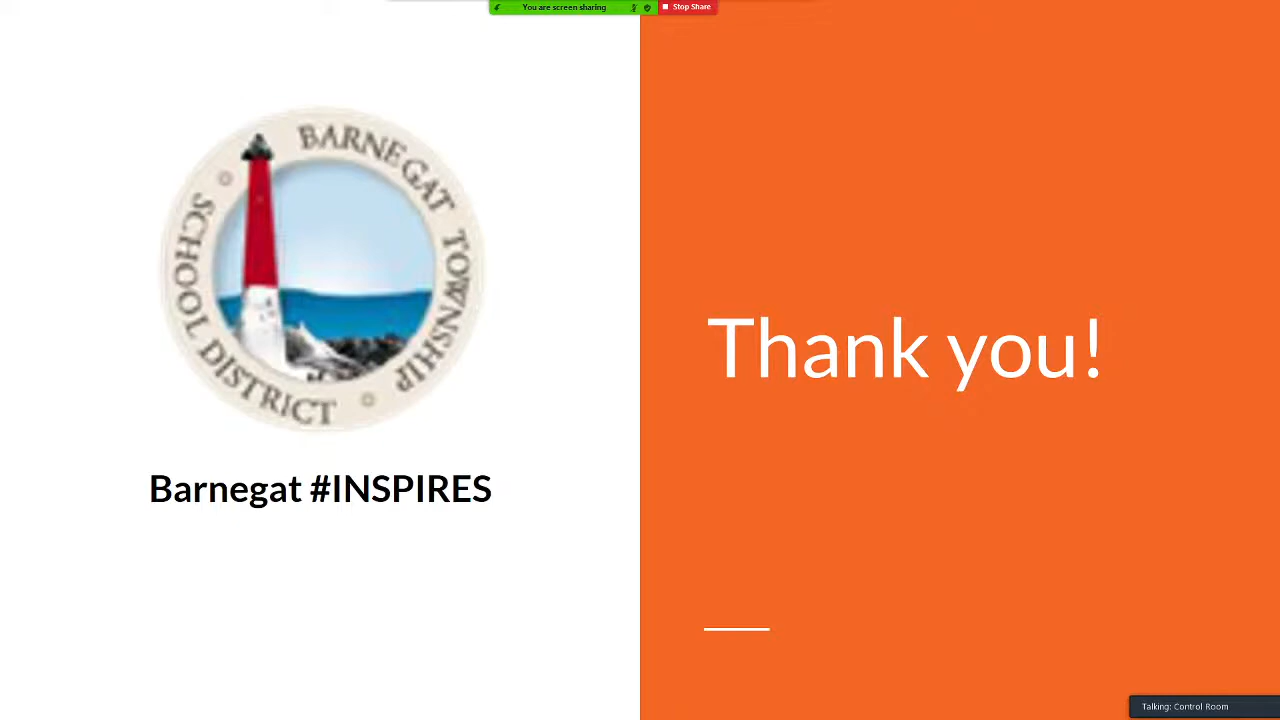 You are screen sharing
Stop Share
BARNEGAT TOWNSHIP
SCHOOL DISTRICT
Barnegat #INSPIRES
Thank you!
Talking: Control Room